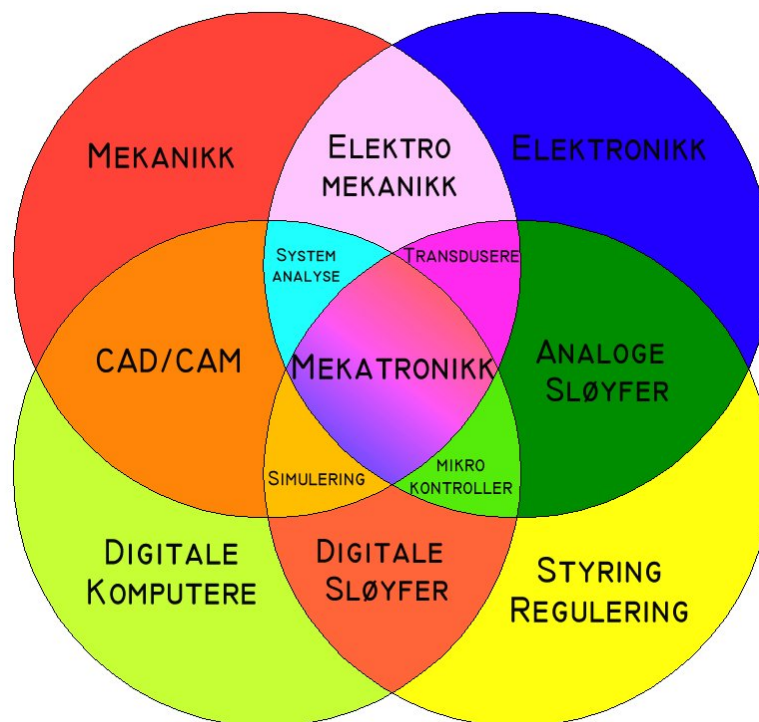 MEKANIKK
ELEKTRO
MEKANIKK
ELEKTRONIKK
SYSTEM
ANALYSE
TRANSDUSERE
CAD/CAM
MEKATRONIKK
ANALOGE
SLØYFER
SIMULERING
MIKRO
KONTROLLER
DIGITALE
KOMPUTERE
DIGITALE
SLØYFER
STYRING
REGULERING